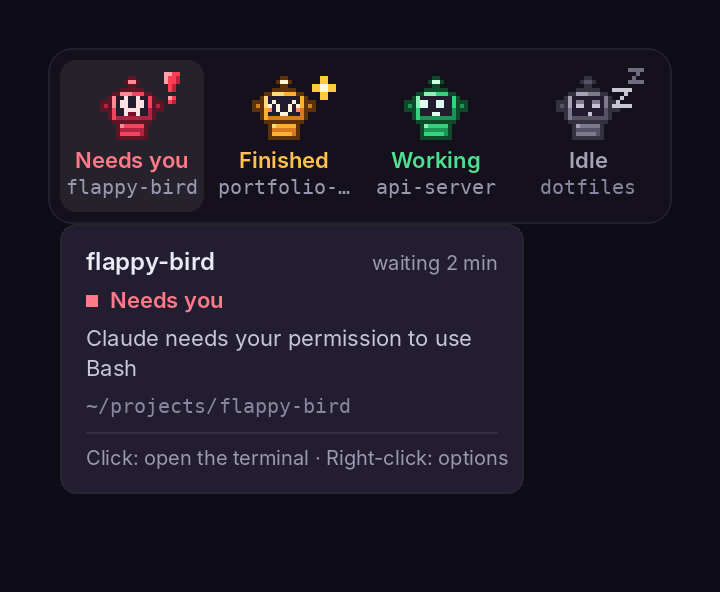 Needs you
flappy-bird
Finished
portfolio-…
Working
api-server
Idle
dotfiles
flappy-bird
waiting 2 min
Needs you
Claude needs your permission to use
Bash
~/projects/flappy-bird
Click: open the terminal · Right-click: options